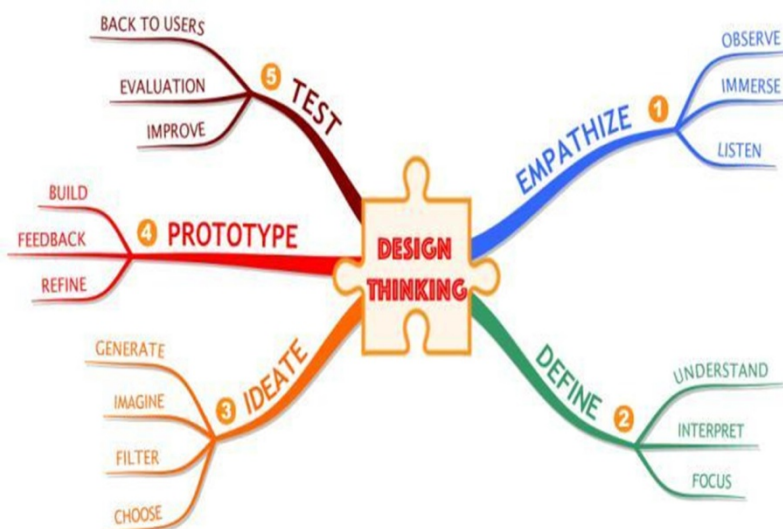 DESIGN
THINKING
1
EMPATHIZE
OBSERVE
IMMERSE
LISTEN
2
DEFINE
UNDERSTAND
INTERPRET
FOCUS
3
IDEATE
GENERATE
IMAGINE
FILTER
CHOOSE
4
PROTOTYPE
BUILD
FEEDBACK
REFINE
5
TEST
BACK TO USERS
EVALUATION
IMPROVE